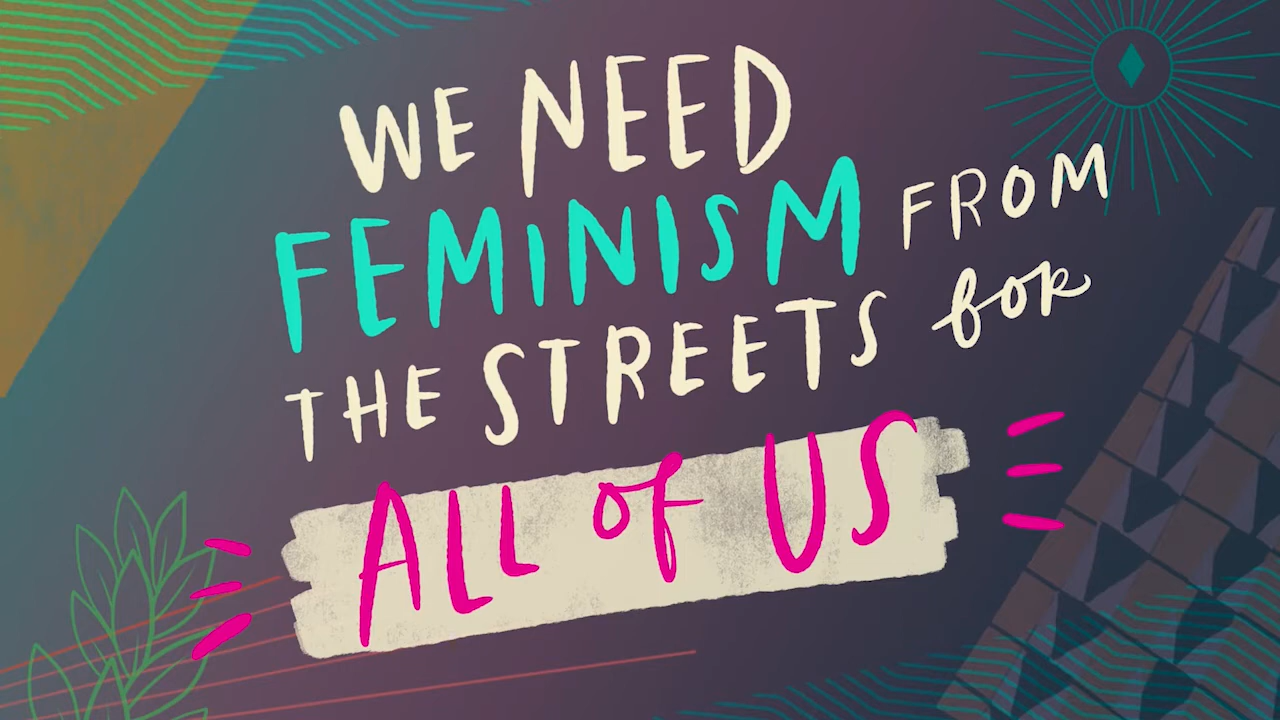 WE NEED
FEMINISM FROM
THE STREETS for
ALL of US